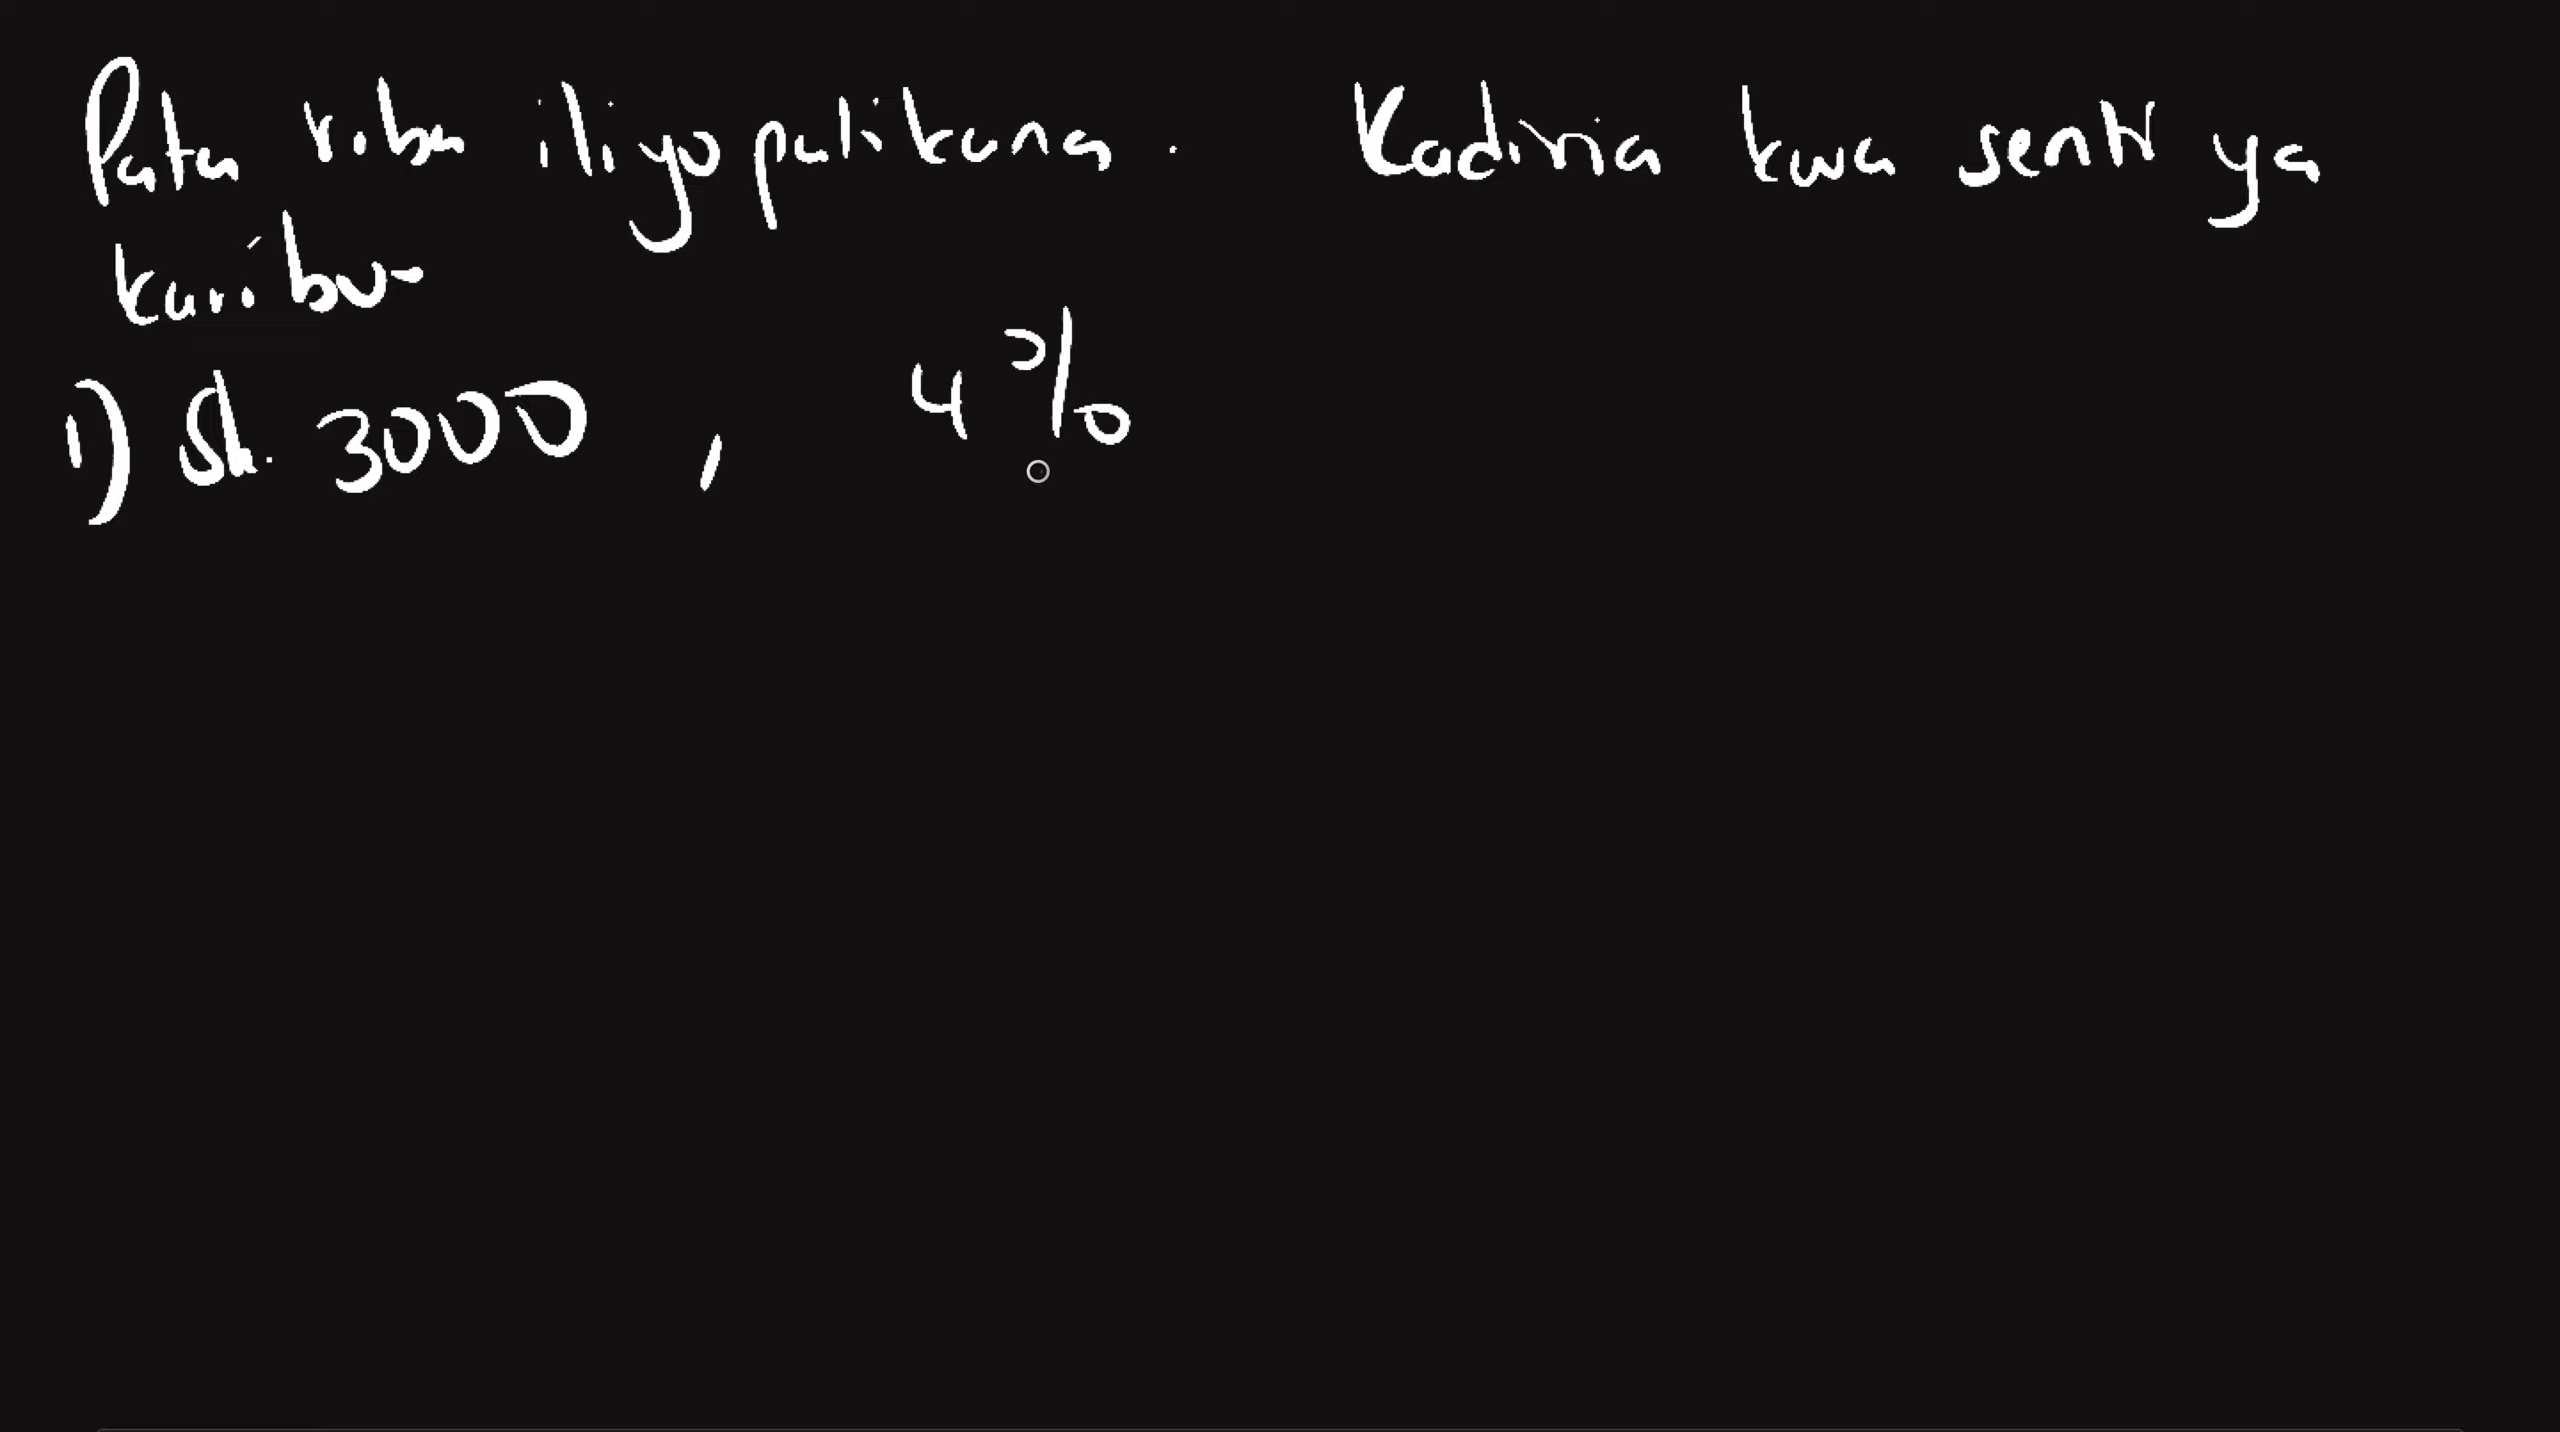 Pata riba iliyopatikana. Kadiria kwa senti ya
karibu
1) Sh. 3000 , 4%